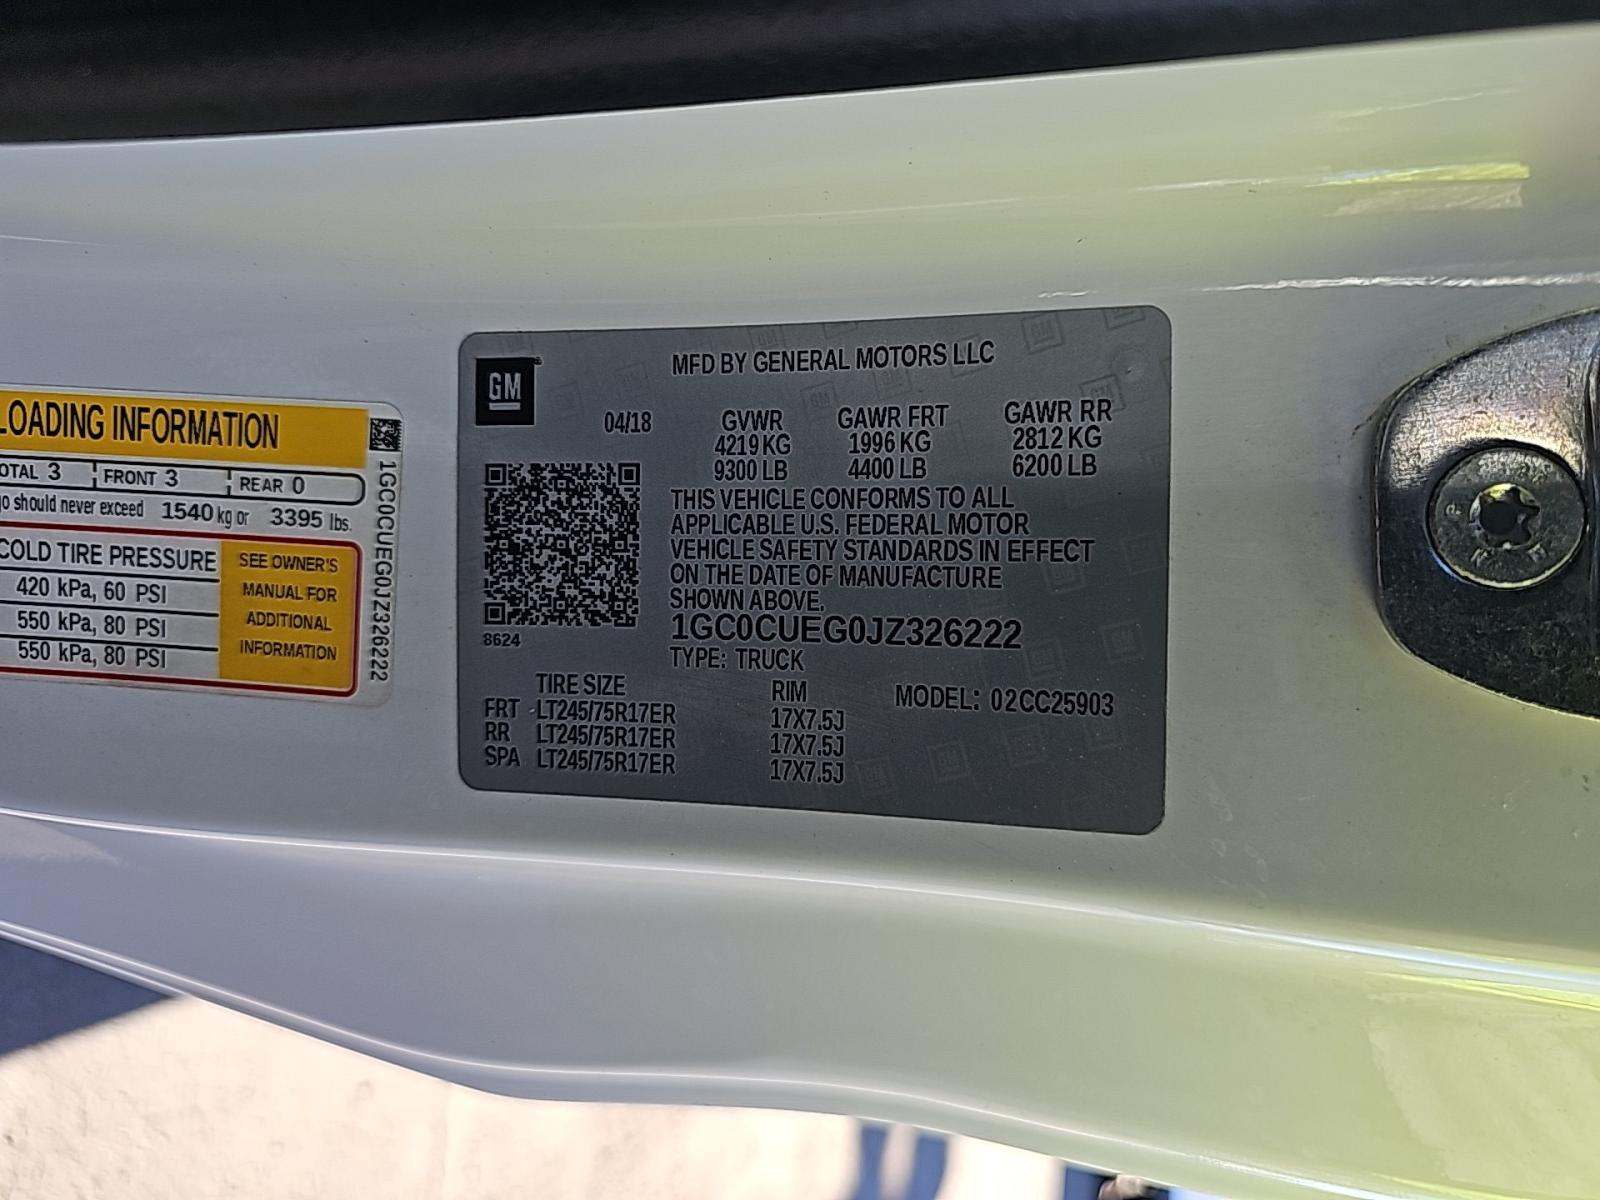 LOADING INFORMATION
TOTAL 3 FRONT 3 REAR 0
go should never exceed 1540 kg or 3395 lbs.
COLD TIRE PRESSURE
420 kPa, 60 PSI
550 kPa, 80 PSI
550 kPa, 80 PSI
SEE OWNER'S
MANUAL FOR
ADDITIONAL
INFORMATION
1GC0CUEG0JZ326222
GM
MFD BY GENERAL MOTORS LLC
04/18 GVWR GAWR FRT GAWR RR
4219 KG 1996 KG 2812 KG
9300 LB 4400 LB 6200 LB
THIS VEHICLE CONFORMS TO ALL
APPLICABLE U.S. FEDERAL MOTOR
VEHICLE SAFETY STANDARDS IN EFFECT
ON THE DATE OF MANUFACTURE
SHOWN ABOVE.
8624
1GC0CUEG0JZ326222
TYPE: TRUCK
TIRE SIZE RIM MODEL: 02CC25903
FRT LT245/75R17ER 17X7.5J
RR LT245/75R17ER 17X7.5J
SPA LT245/75R17ER 17X7.5J